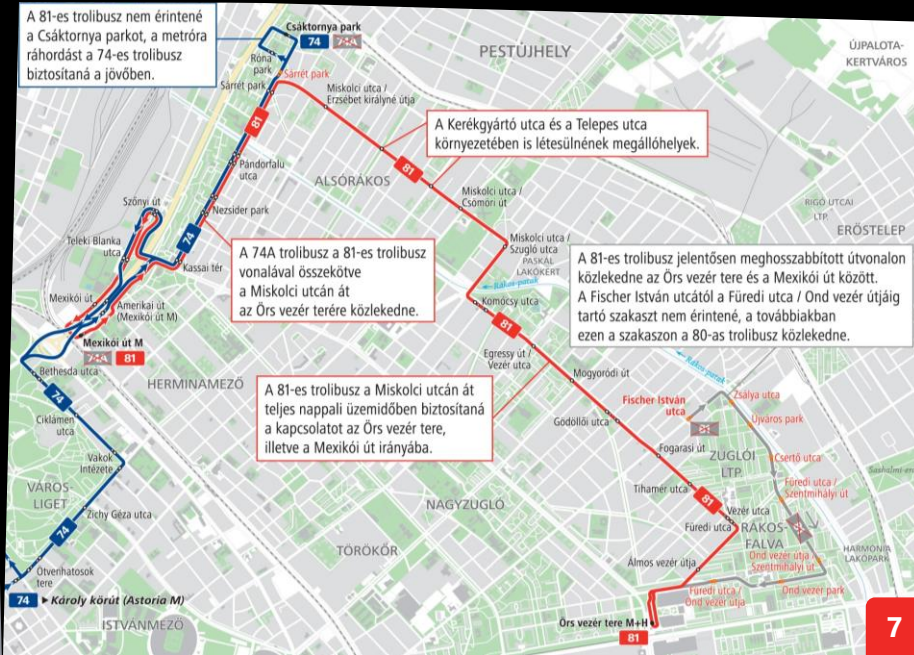 A 81-es trolibusz nem érintené
a Csáktornya parkot, a metróra
ráhordást a 74-es trolibusz
biztosítaná a jövőben.
Csáktornya park
74 74A
Róna
park
Sárrét park
Sárrét park
PESTÚJHELY
ÚJPALOTA-
KERTVÁROS
Miskolci utca /
Erzsébet királyné útja
81
A Kerékgyártó utca és a Telepes utca
környezetében is létesülnének megállóhelyek.
81
Pándorfalu
utca
ALSÓRÁKOS
Miskolci utca /
Csömöri út
RIGÓ UTCAI
LTP.
ERŐSTELEP
Szőnyi út
Nezsider park
74
Teleki Blanka
utca
Kassai tér
Miskolci utca /
Szugló utca
PASKÁL
LAKÓKERT
A 74A trolibusz a 81-es trolibusz
vonalával összekötve
a Miskolci utcán át
az Örs vezér terére közlekedne.
A 81-es trolibusz jelentősen meghosszabbított útvonalon
közlekedne az Örs vezér tere és a Mexikói út között.
A Fischer István utcától a Füredi utca / Ond vezér útjáig
tartó szakaszt nem érintené, a továbbiakban
ezen a szakaszon a 80-as trolibusz közlekedne.
Rákos-patak
Mexikói út
Amerikai út
(Mexikói út M)
Komócsy utca
81
Mexikói út M
74A 81
Rákos-patak
Bethesda utca
Egressy út /
Vezér utca
HERMINAMEZŐ
Mogyoródi út
74
A 81-es trolibusz a Miskolci utcán át
teljes nappali üzemidőben biztosítaná
a kapcsolatot az Örs vezér tere,
illetve a Mexikói út irányába.
Fischer István
utca
81
Zsálya utca
Újváros park
Ciklámen
utca
Gödöllői utca
Fogarasi út
ZUGLÓI
LTP.
Csertő utca
Vakok
Intézete
Tihamér utca
Füredi utca /
Szentmihályi út
VÁROS-
LIGET
NAGYZUGLÓ
81
Zichy Géza utca
Vezér utca
81
Füredi utca
RÁKOS-
FALVA
74
TÖRÖKŐR
Ond vezér útja /
Szentmihályi út
HARMÓNIA
LAKÓPARK
Álmos vezér útja
Ötvenhatosok
tere
Füredi utca /
Ond vezér útja
Ond vezér park
74 ▸ Károly körút (Astoria M)
ISTVÁNMEZŐ
Örs vezér tere M+H
81
7